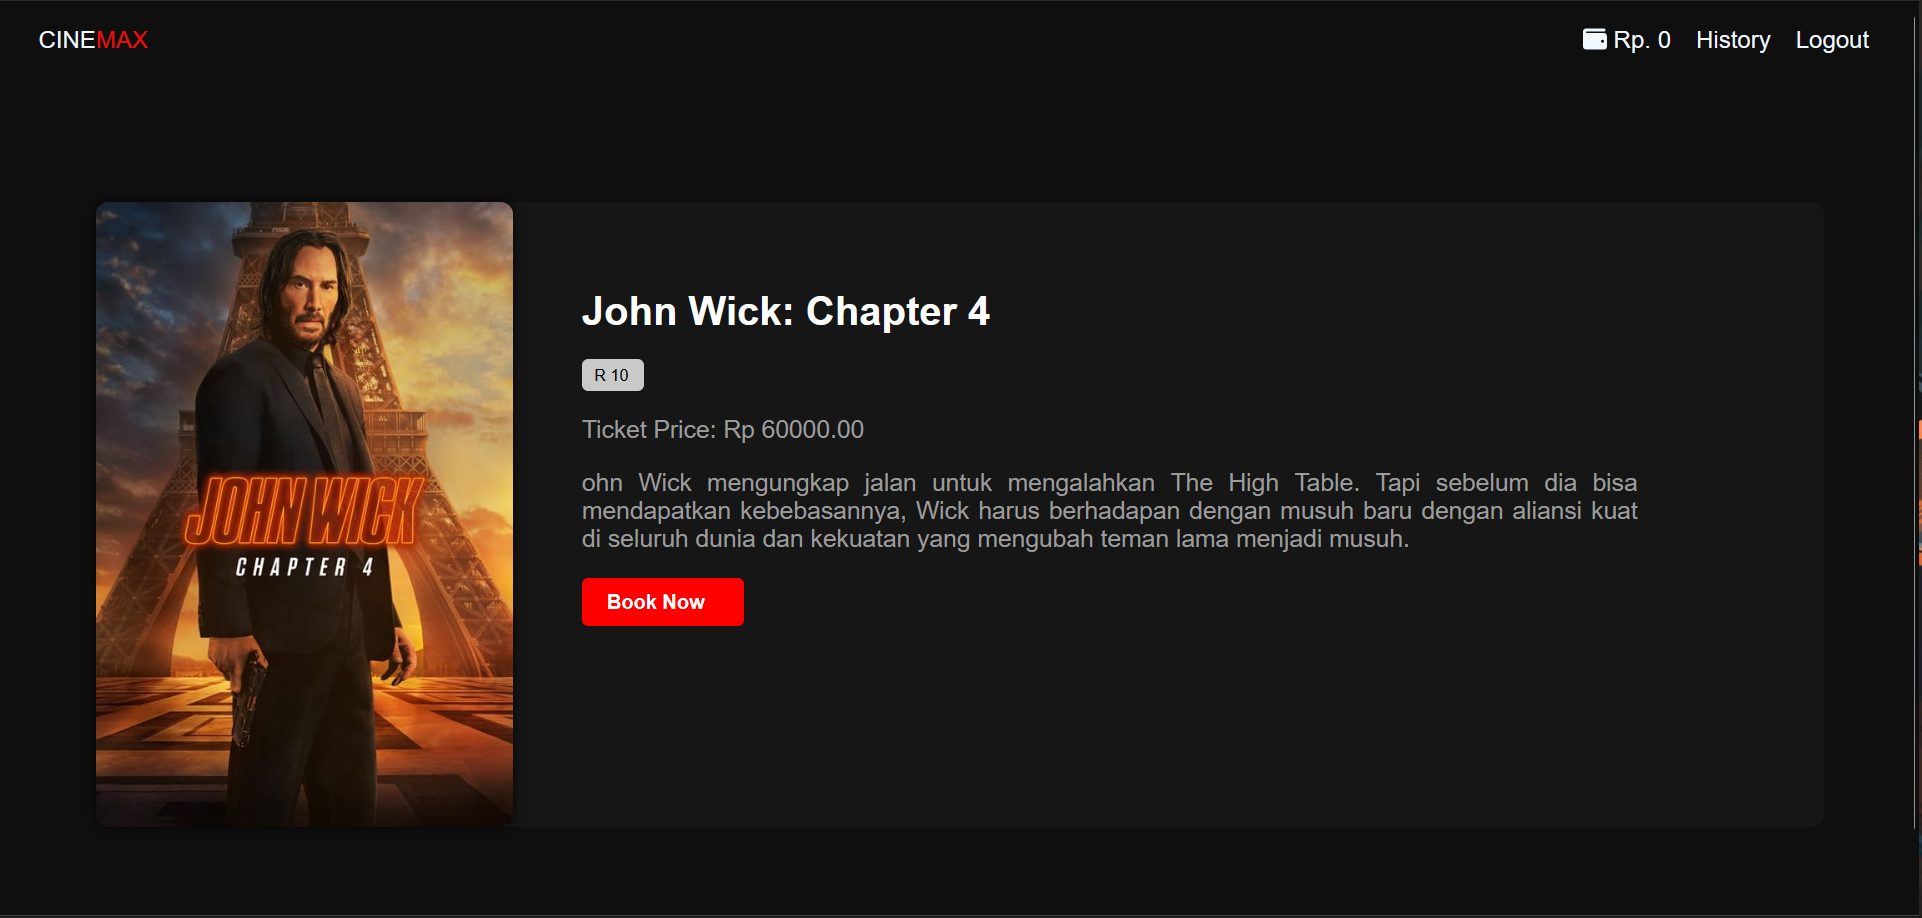 CINEMAX
Rp. 0 History Logout
JOHN WICK
CHAPTER 4
John Wick: Chapter 4
R 10
Ticket Price: Rp 60000.00
ohn Wick mengungkap jalan untuk mengalahkan The High Table. Tapi sebelum dia bisa
mendapatkan kebebasannya, Wick harus berhadapan dengan musuh baru dengan aliansi kuat
di seluruh dunia dan kekuatan yang mengubah teman lama menjadi musuh.
Book Now